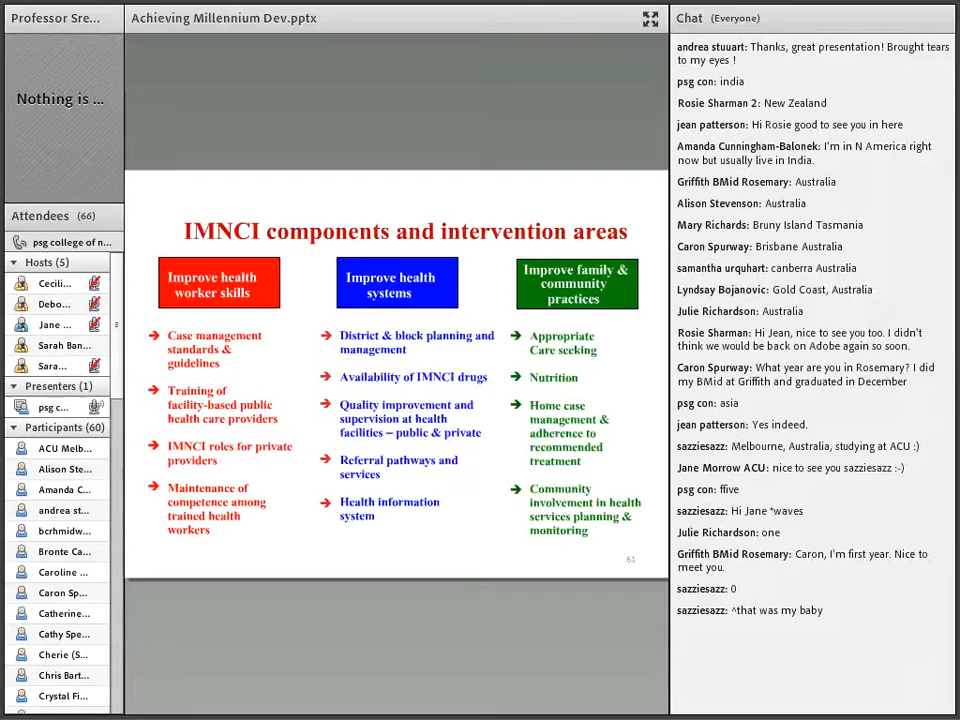 Professor Sre...
Nothing is ...
Attendees (66)
psg college of n...
Hosts (5)
Cecili...
Debo...
Jane ...
Sarah Ban...
Sara...
Presenters (1)
psg c...
Participants (60)
ACU Melb...
Alison Ste...
Amanda C...
andrea st...
bcrhmidw...
Bronte Ca...
Caroline ...
Caron Sp...
Catherine...
Cathy Spe...
Cherie (S...
Chris Bart...
Crystal Fi...
Achieving Millennium Dev.pptx
IMNCI components and intervention areas
Improve health
worker skills
Case management
standards &
guidelines
Training of
facility-based public
health care providers
IMNCI roles for private
providers
Maintenance of
competence among
trained health
workers
Improve health
systems
District & block planning and
management
Availability of IMNCI drugs
Quality improvement and
supervision at health
facilities – public & private
Referral pathways and
services
Health information
system
Improve family &
community
practices
Appropriate
Care seeking
Nutrition
Home case
management &
adherence to
recommended
treatment
Community
involvement in health
services planning &
monitoring
61
Chat (Everyone)
andrea stuuart: Thanks, great presentation! Brought tears
to my eyes !
psg con: india
Rosie Sharman 2: New Zealand
jean patterson: Hi Rosie good to see you in here
Amanda Cunningham-Balonek: I'm in N America right
now but usually live in India.
Griffith BMid Rosemary: Australia
Alison Stevenson: Australia
Mary Richards: Bruny Island Tasmania
Caron Spurway: Brisbane Australia
samantha urquhart: canberra Australia
Lyndsay Bojanovic: Gold Coast, Australia
Julie Richardson: Australia
Rosie Sharman: Hi Jean, nice to see you too. I didn't
think we would be back on Adobe again so soon.
Caron Spurway: What year are you in Rosemary? I did
my BMid at Griffith and graduated in December
psg con: asia
jean patterson: Yes indeed.
sazziesazz: Melbourne, Australia, studying at ACU :)
Jane Morrow ACU: nice to see you sazziesazz :-)
psg con: ffive
sazziesazz: Hi Jane *waves
Julie Richardson: one
Griffith BMid Rosemary: Caron, I'm first year. Nice to
meet you.
sazziesazz: 0
sazziesazz: ^that was my baby